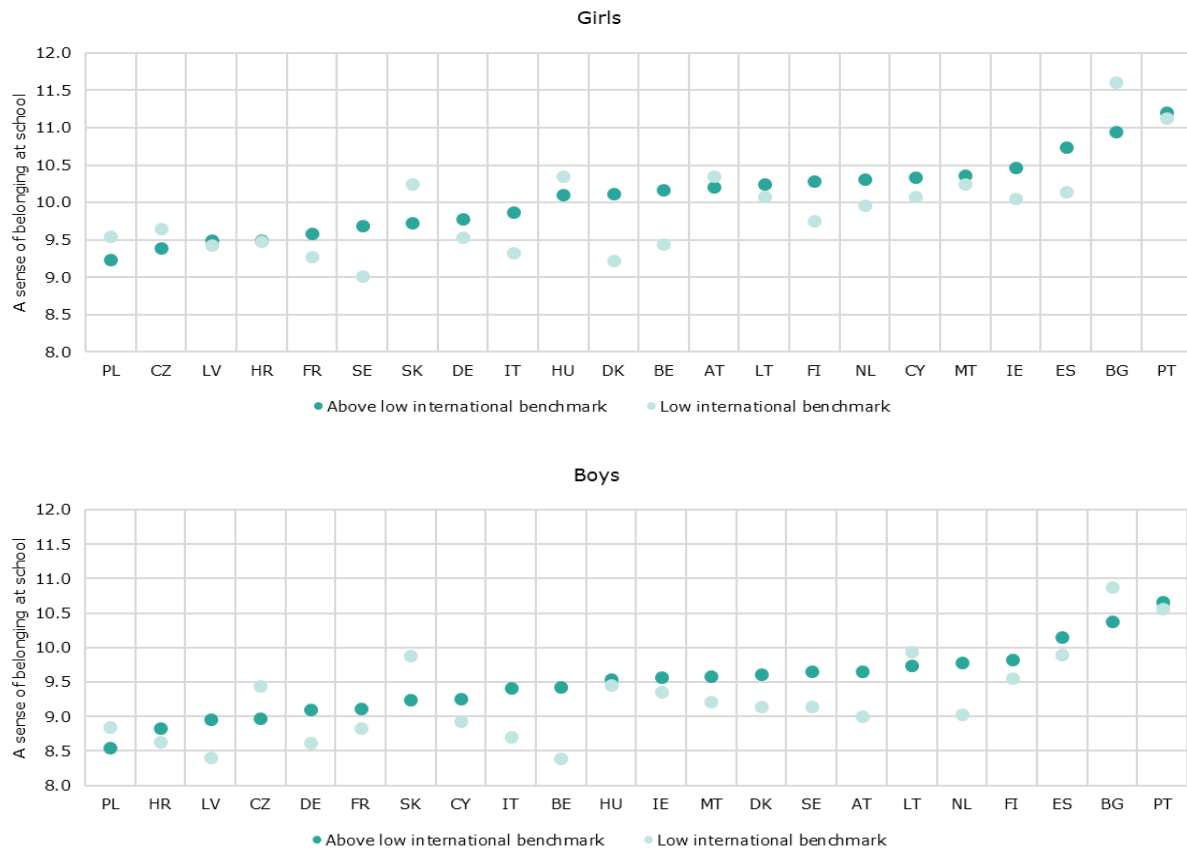 Girls
A sense of belonging at school
12.0
11.5
11.0
10.5
10.0
9.5
9.0
8.5
8.0
PL CZ LV HR FR SE SK DE IT HU DK BE AT LT FI NL CY MT IE ES BG PT
Above low international benchmark Low international benchmark
Boys
A sense of belonging at school
12.0
11.5
11.0
10.5
10.0
9.5
9.0
8.5
8.0
PL HR LV CZ DE FR SK CY IT BE HU IE MT DK SE AT LT NL FI ES BG PT
Above low international benchmark Low international benchmark